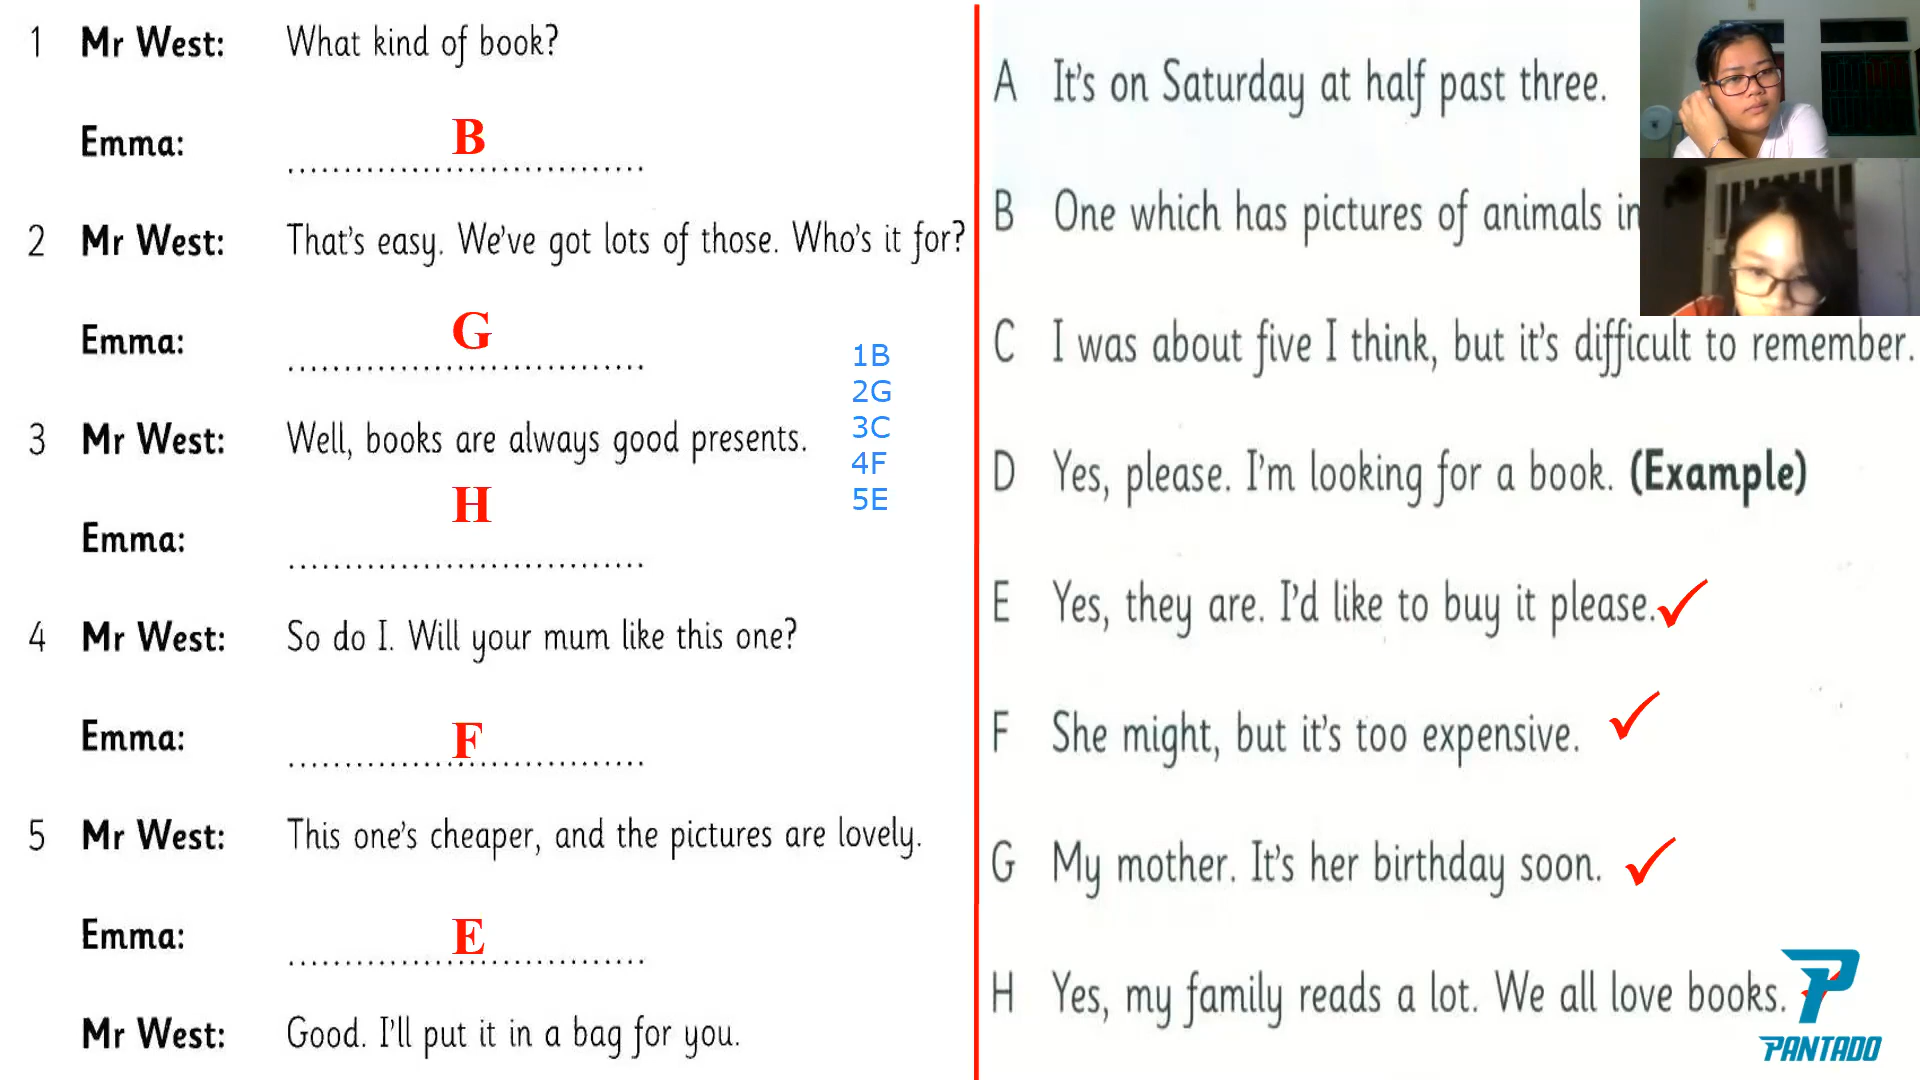 1 Mr West: What kind of book?
Emma: B
2 Mr West: That's easy. We've got lots of those. Who's it for?
Emma: G
3 Mr West: Well, books are always good presents.
Emma: H
4 Mr West: So do I. Will your mum like this one?
Emma: F
5 Mr West: This one's cheaper, and the pictures are lovely.
Emma: E
Mr West: Good. I'll put it in a bag for you.
1B
2G
3C
4F
5E
A It's on Saturday at half past three.
B One which has pictures of animals in
C I was about five I think, but it's difficult to remember.
D Yes, please. I'm looking for a book. (Example)
E Yes, they are. I'd like to buy it please.
F She might, but it's too expensive.
G My mother. It's her birthday soon.
H Yes, my family reads a lot. We all love books.
PANTADO